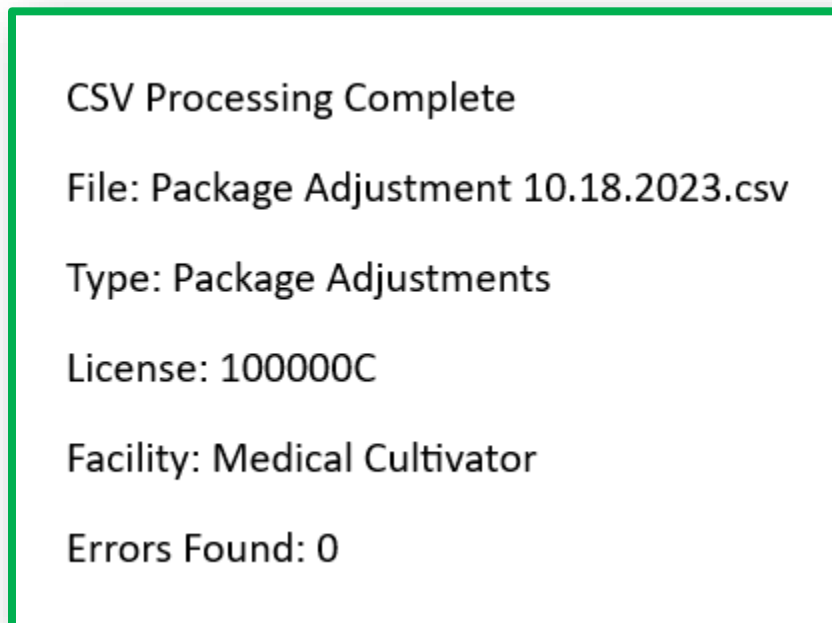 CSV Processing Complete
File: Package Adjustment 10.18.2023.csv
Type: Package Adjustments
License: 100000C
Facility: Medical Cultivator
Errors Found: 0